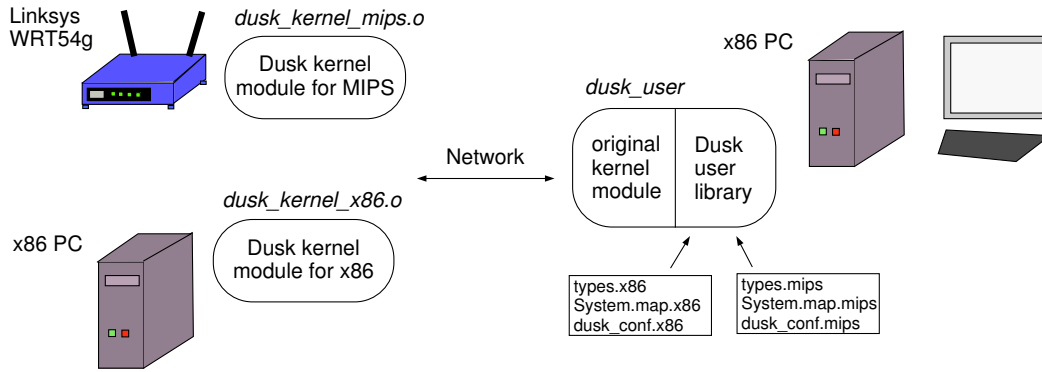 Linksys
WRT54g
dusk_kernel_mips.o
Dusk kernel
module for MIPS
x86 PC
dusk_user
original
kernel
module
Dusk
user
library
Network
dusk_kernel_x86.o
x86 PC
Dusk kernel
module for x86
types.x86
System.map.x86
dusk_conf.x86
types.mips
System.map.mips
dusk_conf.mips